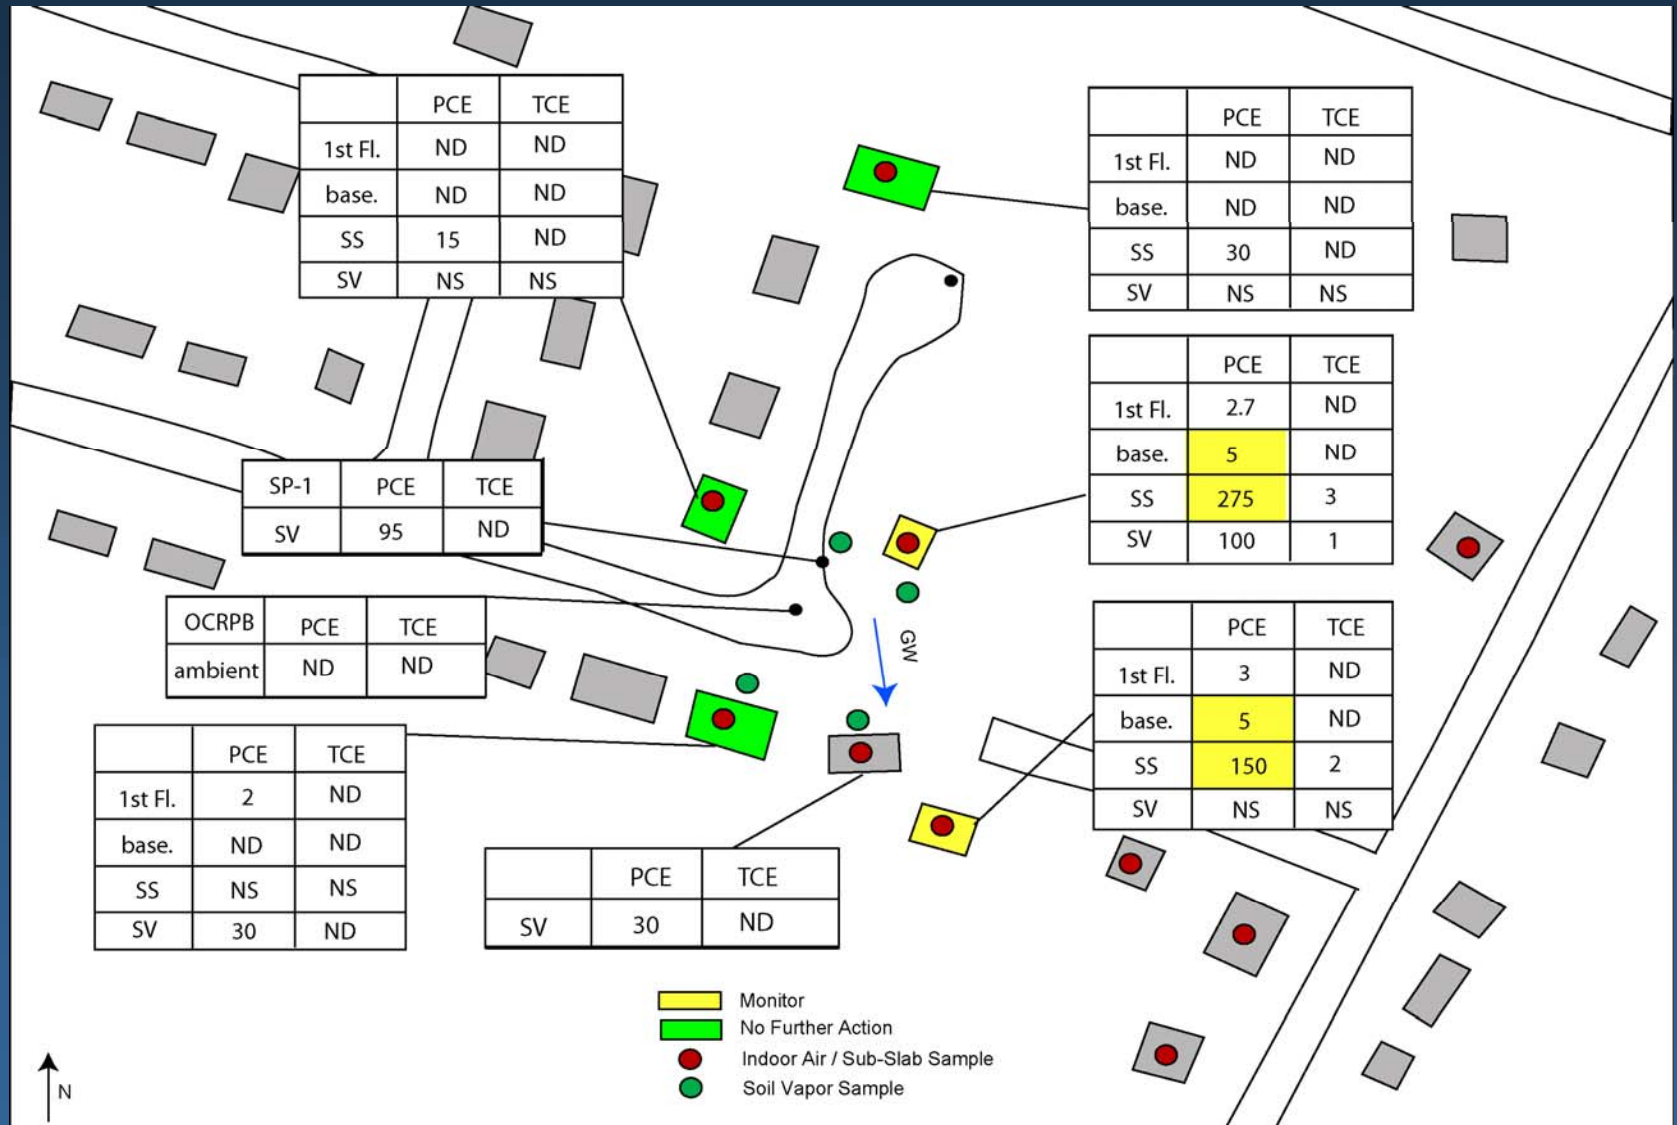 PCE TCE
1st Fl. ND ND
base. ND ND
SS 15 ND
SV NS NS
PCE TCE
1st Fl. ND ND
base. ND ND
SS 30 ND
SV NS NS
PCE TCE
1st Fl. 2.7 ND
base. 5 ND
SS 275 3
SV 100 1
SP-1 PCE TCE
SV 95 ND
OCRPB PCE TCE
ambient ND ND
GW
PCE TCE
1st Fl. 3 ND
base. 5 ND
SS 150 2
SV NS NS
PCE TCE
1st Fl. 2 ND
base. ND ND
SS NS NS
SV 30 ND
PCE TCE
SV 30 ND
Monitor
No Further Action
Indoor Air / Sub-Slab Sample
Soil Vapor Sample
N